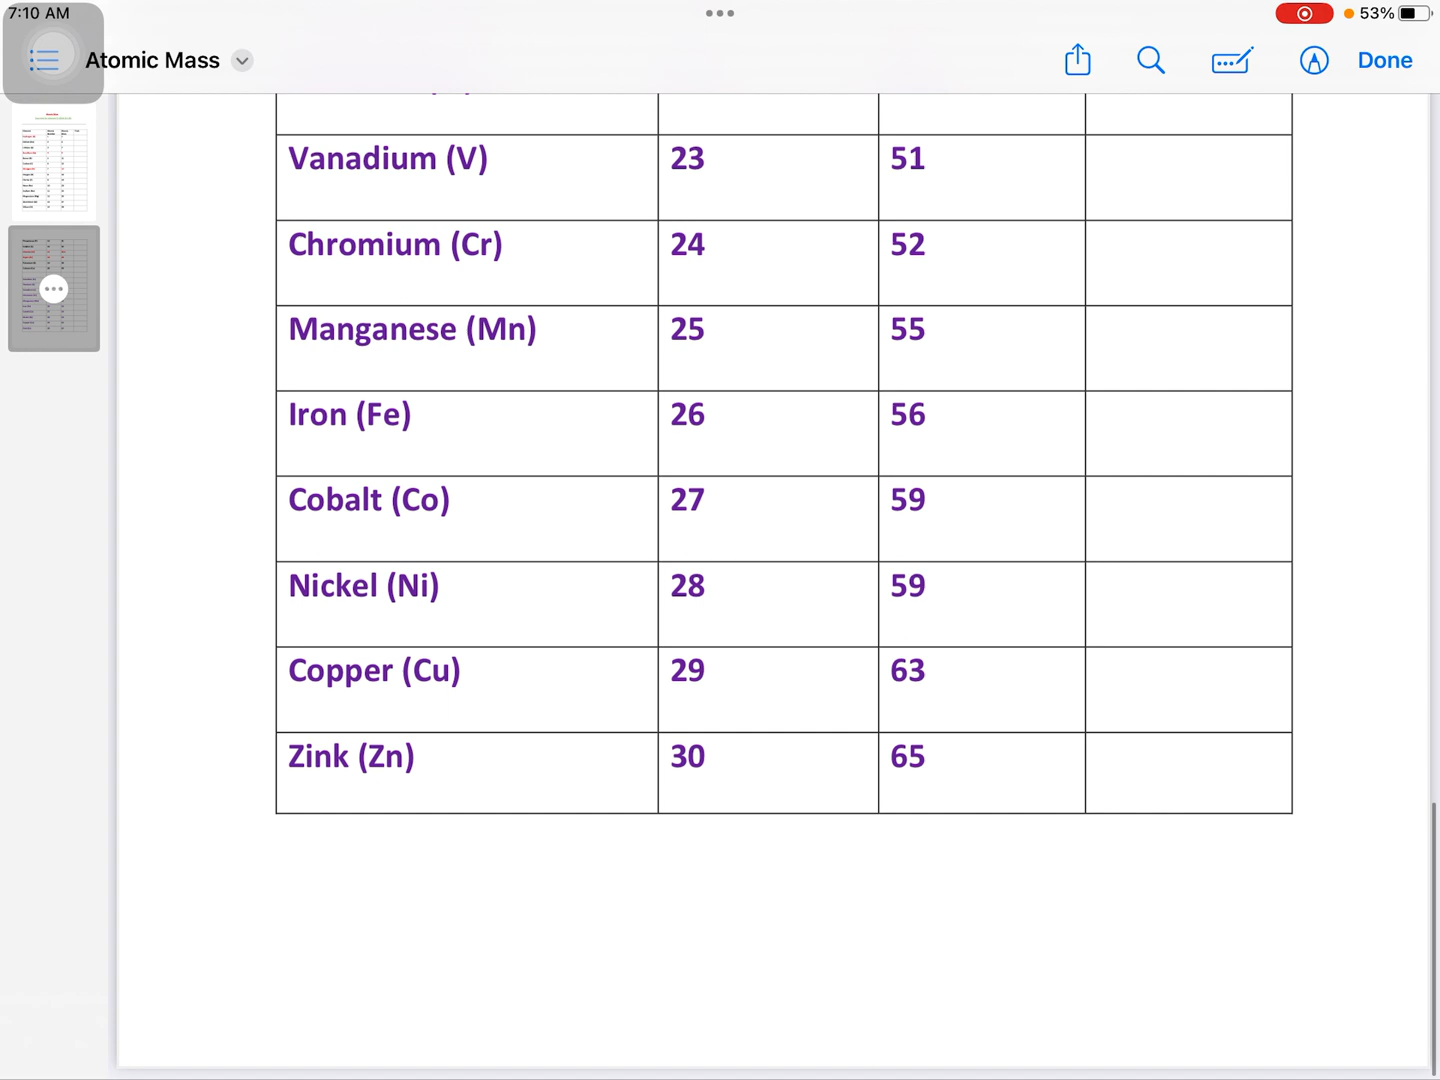 7:10 AM
53%
Atomic Mass
Done
Vanadium (V) 23 51
Chromium (Cr) 24 52
Manganese (Mn) 25 55
Iron (Fe) 26 56
Cobalt (Co) 27 59
Nickel (Ni) 28 59
Copper (Cu) 29 63
Zink (Zn) 30 65